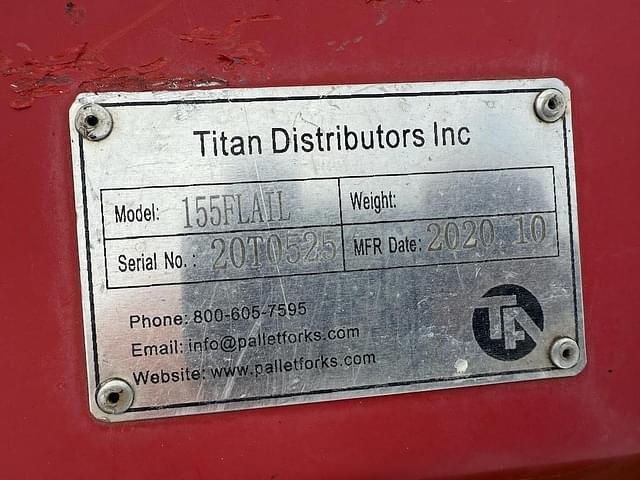 Titan Distributors Inc
Model: 155FLAIL
Weight:
Serial No.: 20T0525
MFR Date: 2020.10
Phone: 800-605-7595
Email: info@palletforks.com
Website: www.palletforks.com
TA